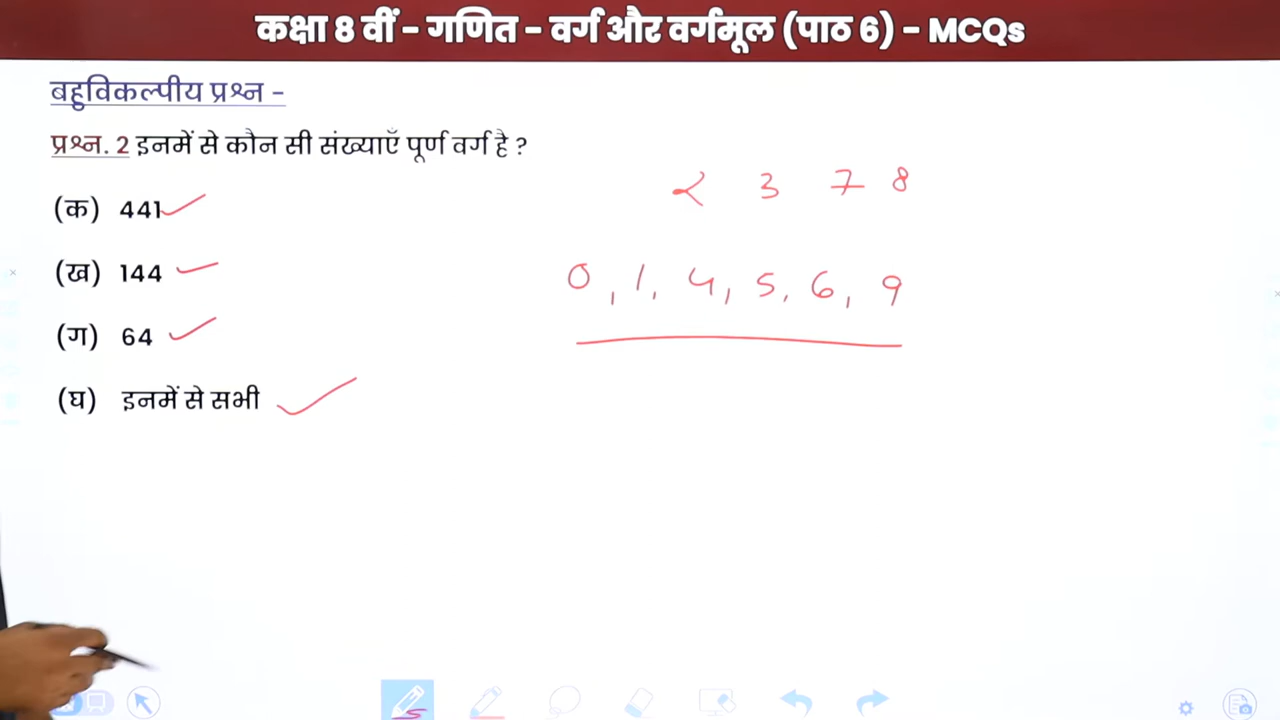 कक्षा 8 वीं - गणित - वर्ग और वर्गमूल (पाठ 6) - MCQs
बहुविकल्पीय प्रश्न -
प्रश्न. 2 इनमें से कौन सी संख्याएँ पूर्ण वर्ग है ?
(क) 441
(ख) 144
(ग) 64
(घ) इनमें से सभी
2 3 7 8
0, 1, 4, 5, 6, 9